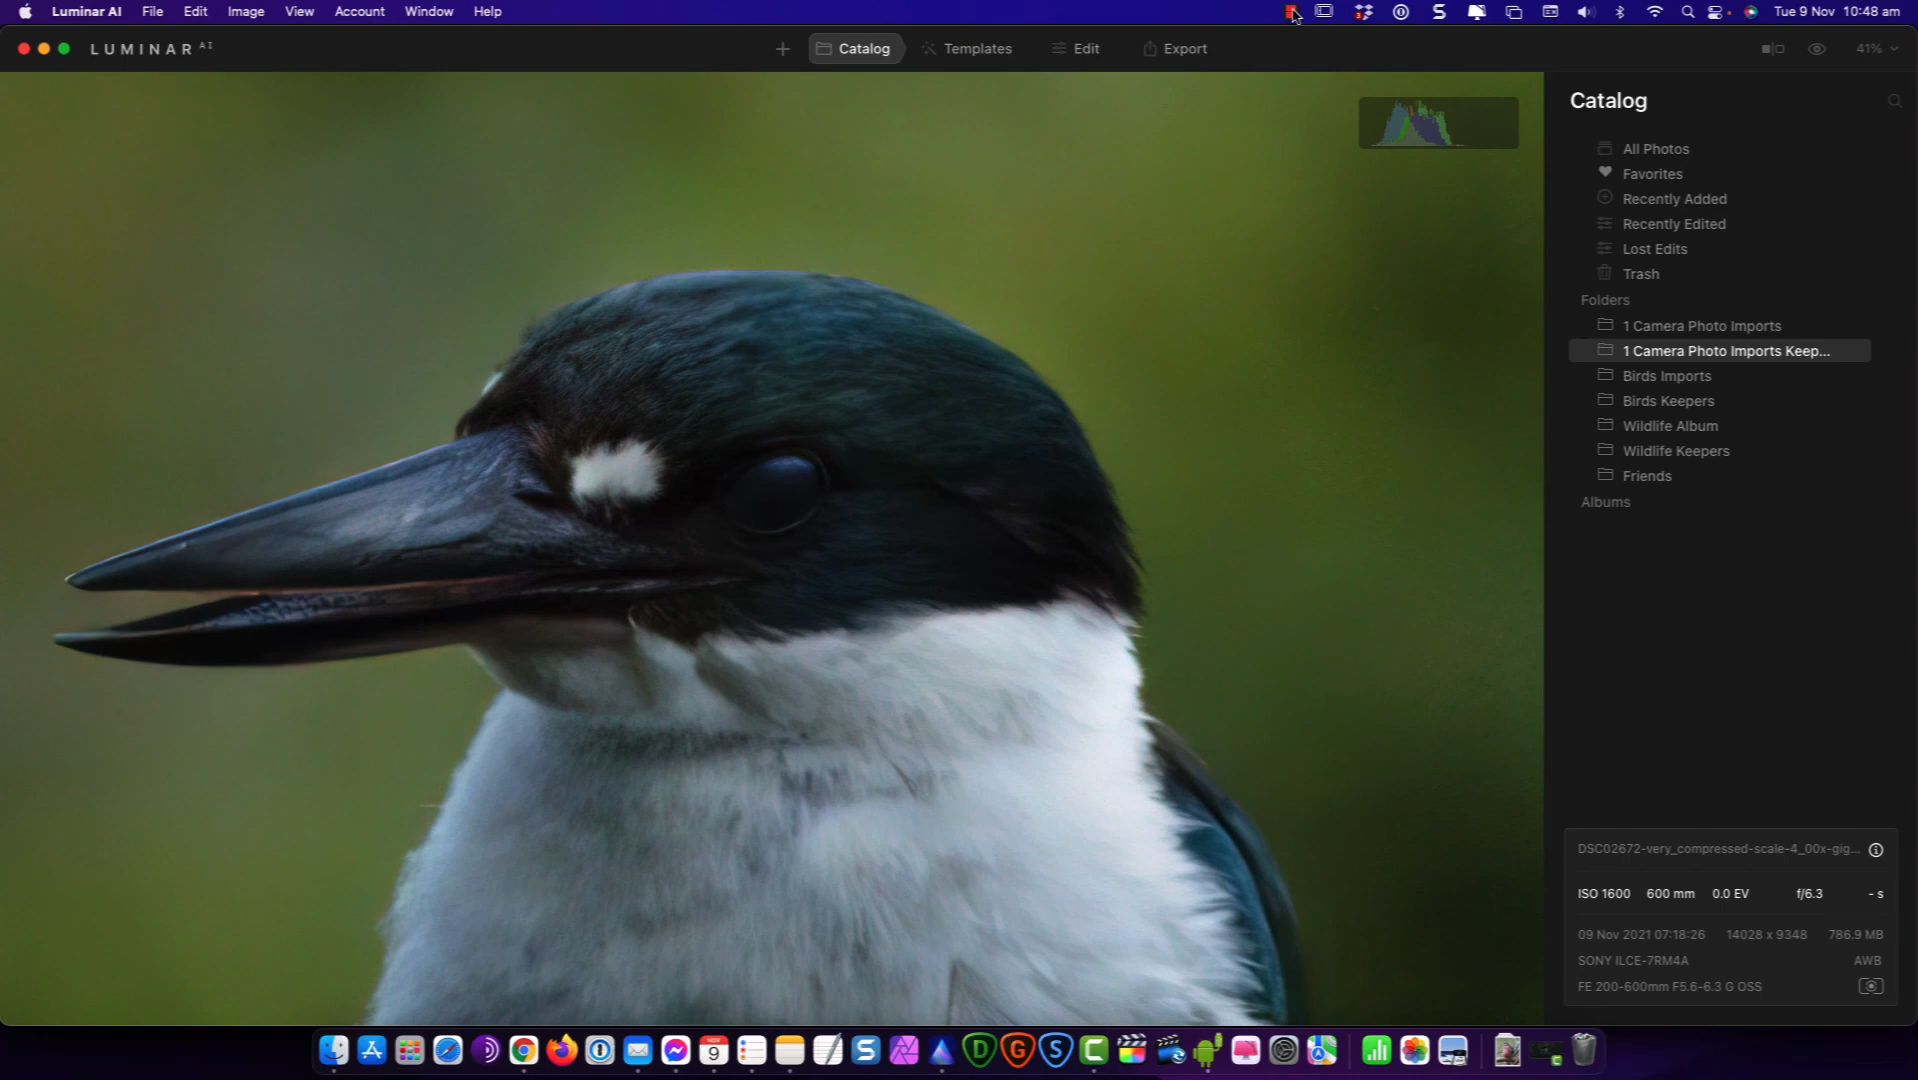 Luminar AI File Edit Image View Account Window Help Tue 9 Nov 10:48 am
LUMINAR AI Catalog Templates Edit Export 41%
Catalog
All Photos
Favorites
Recently Added
Recently Edited
Lost Edits
Trash
Folders
1 Camera Photo Imports
1 Camera Photo Imports Keep...
Birds Imports
Birds Keepers
Wildlife Album
Wildlife Keepers
Friends
Albums
DSC02672-very_compressed-scale-4_00x-gig...
ISO 1600 600 mm 0.0 EV f/6.3 - s
09 Nov 2021 07:18:26 14028 x 9348 786.9 MB
SONY ILCE-7RM4A AWB
FE 200-600mm F5.6-6.3 G OSS
NOV
9 S D G S C